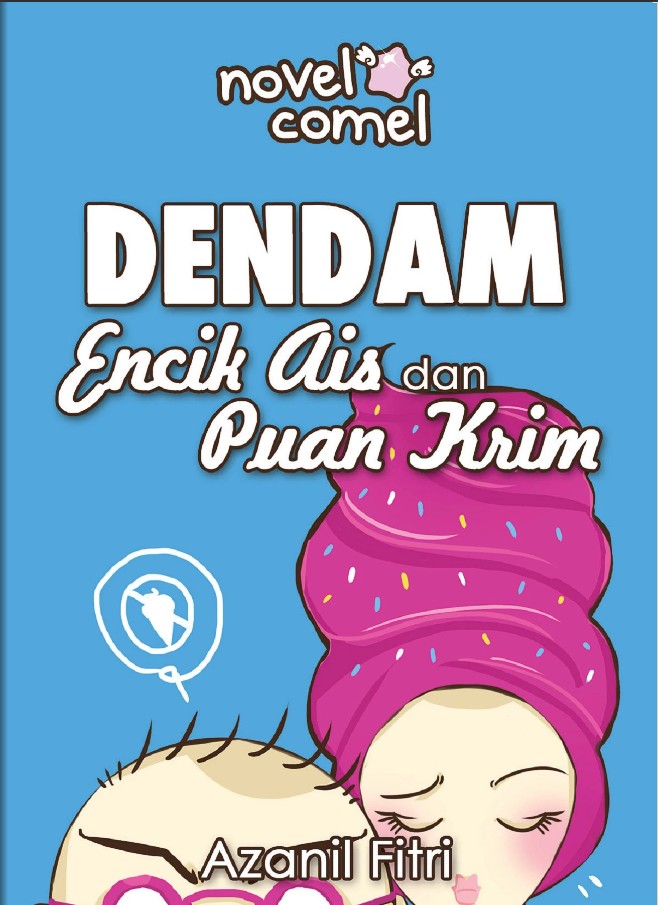 novel
comel
DENDAM
Encik Ais dan
Puan Krim
Azanil Fitri